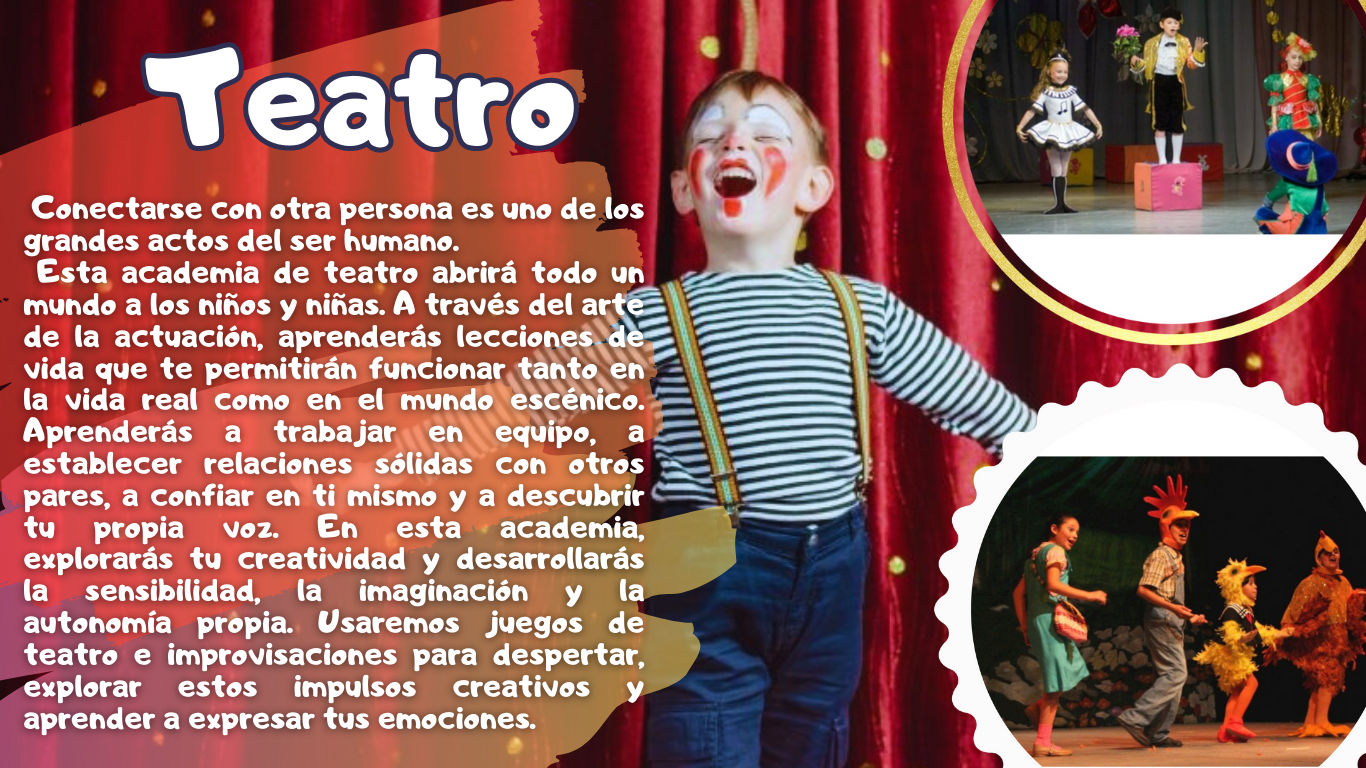 Teatro
Conectarse con otra persona es uno de los
grandes actos del ser humano.
Esta academia de teatro abrirá todo un
mundo a los niños y niñas. A través del arte
de la actuación, aprenderás lecciones de
vida que te permitirán funcionar tanto en
la vida real como en el mundo escénico.
Aprenderás a trabajar en equipo, a
establecer relaciones sólidas con otros
pares, a confiar en ti mismo y a descubrir
tu propia voz. En esta academia,
explorarás tu creatividad y desarrollarás
la sensibilidad, la imaginación y la
autonomía propia. Usaremos juegos de
teatro e improvisaciones para despertar,
explorar estos impulsos creativos y
aprender a expresar tus emociones.